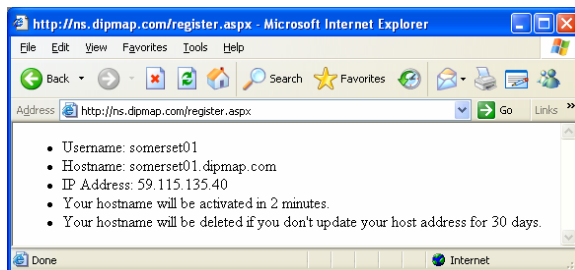 http://ns.dipmap.com/register.aspx - Microsoft Internet Explorer
File Edit View Favorites Tools Help
Back Search Favorites
Address http://ns.dipmap.com/register.aspx Go Links »
• Username: somerset01
• Hostname: somerset01.dipmap.com
• IP Address: 59.115.135.40
• Your hostname will be activated in 2 minutes.
• Your hostname will be deleted if you don't update your host address for 30 days.
Done Internet